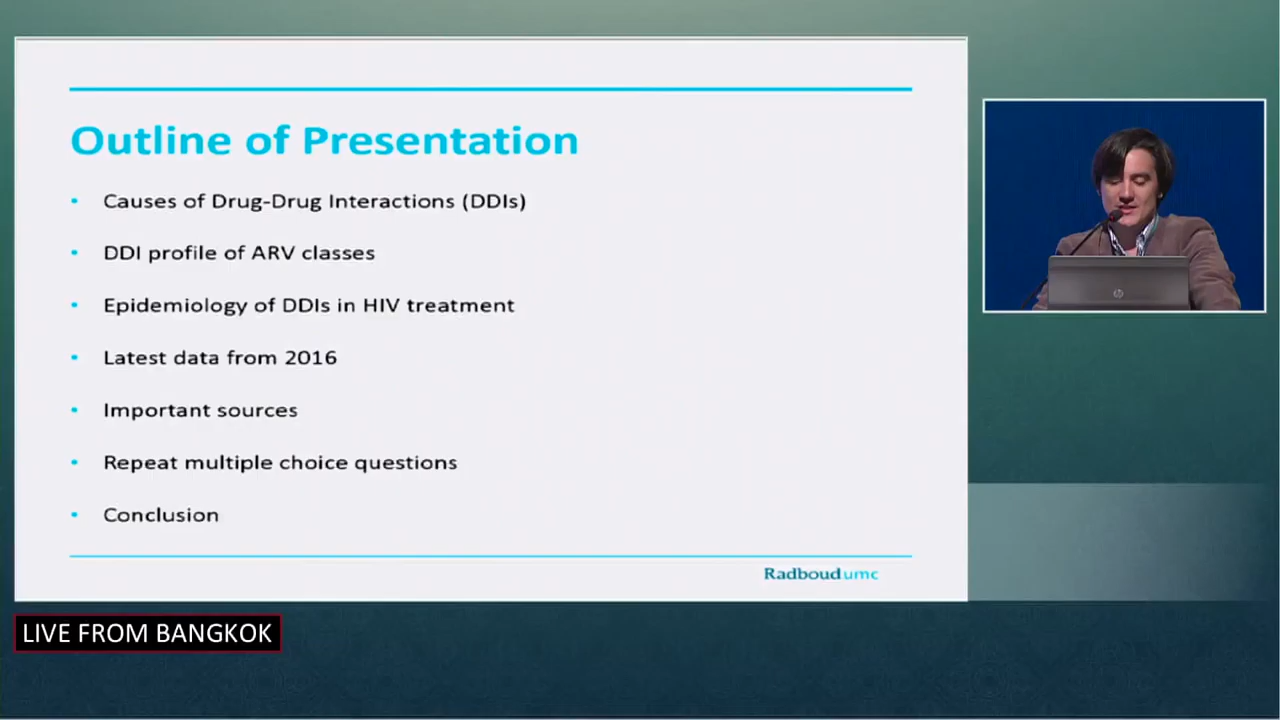 Outline of Presentation
• Causes of Drug-Drug Interactions (DDIs)
• DDI profile of ARV classes
• Epidemiology of DDIs in HIV treatment
• Latest data from 2016
• Important sources
• Repeat multiple choice questions
• Conclusion
Radboudumc
hp
LIVE FROM BANGKOK